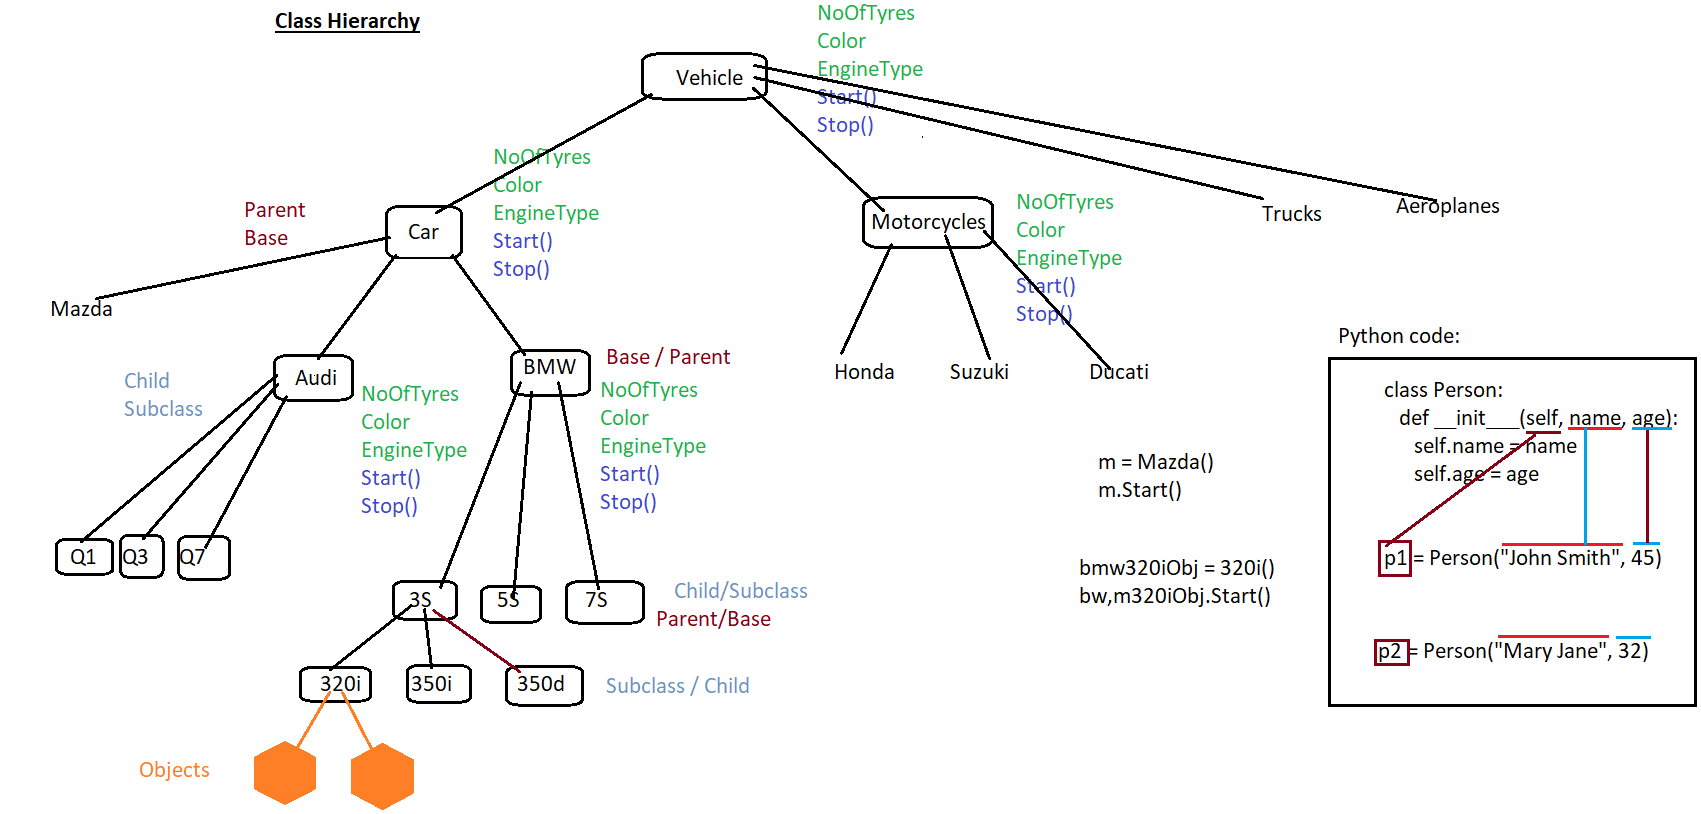 Class Hierarchy
NoOfTyres
Color
EngineType
Start()
Stop()
Vehicle
NoOfTyres
Color
EngineType
Start()
Stop()
Parent
Base
Car
Motorcycles
NoOfTyres
Color
EngineType
Start()
Stop()
Trucks
Aeroplanes
Mazda
Audi
Child
Subclass
NoOfTyres
Color
EngineType
Start()
Stop()
BMW
Base / Parent
NoOfTyres
Color
EngineType
Start()
Stop()
Honda
Suzuki
Ducati
Q1
Q3
Q7
3S
5S
7S
Child/Subclass
Parent/Base
320i
350i
350d
Subclass / Child
Objects
m = Mazda()
m.Start()
bmw320iObj = 320i()
bw,m320iObj.Start()
Python code:
class Person:
def __init___(self, name, age):
self.name = name
self.age = age
p1 = Person("John Smith", 45)
p2 = Person("Mary Jane", 32)